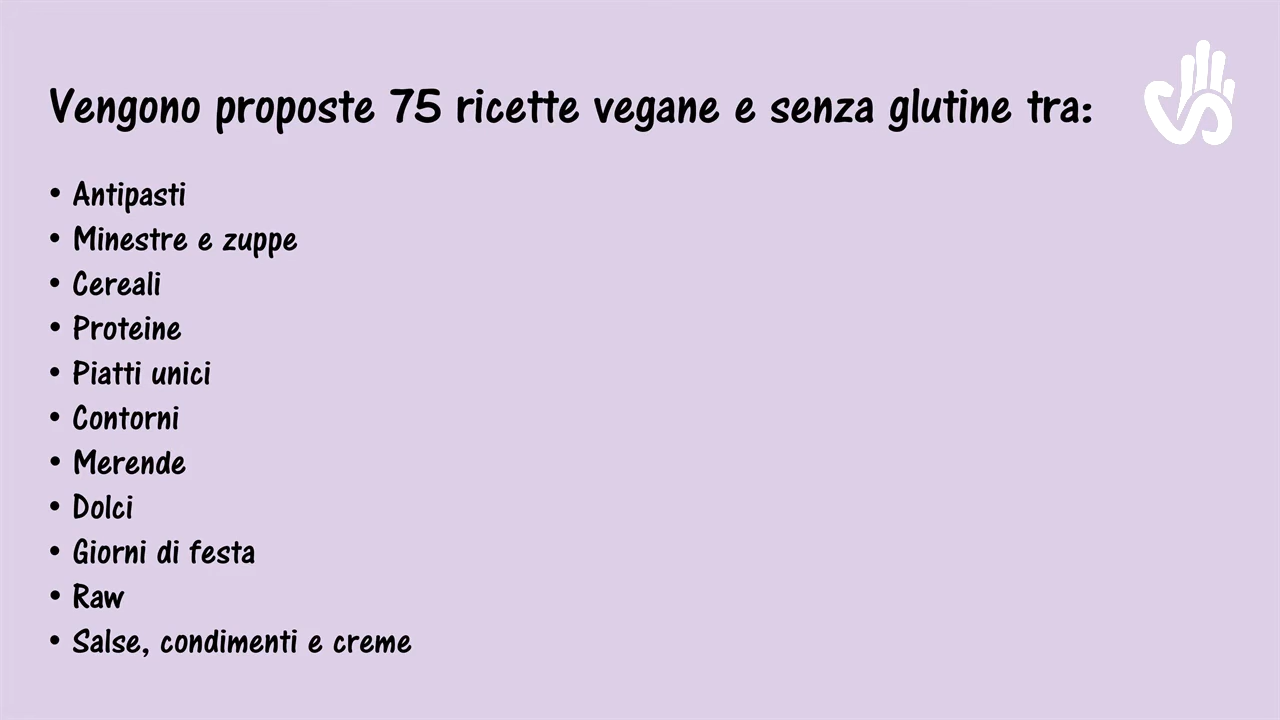 Vengono proposte 75 ricette vegane e senza glutine tra:
• Antipasti
• Minestre e zuppe
• Cereali
• Proteine
• Piatti unici
• Contorni
• Merende
• Dolci
• Giorni di festa
• Raw
• Salse, condimenti e creme